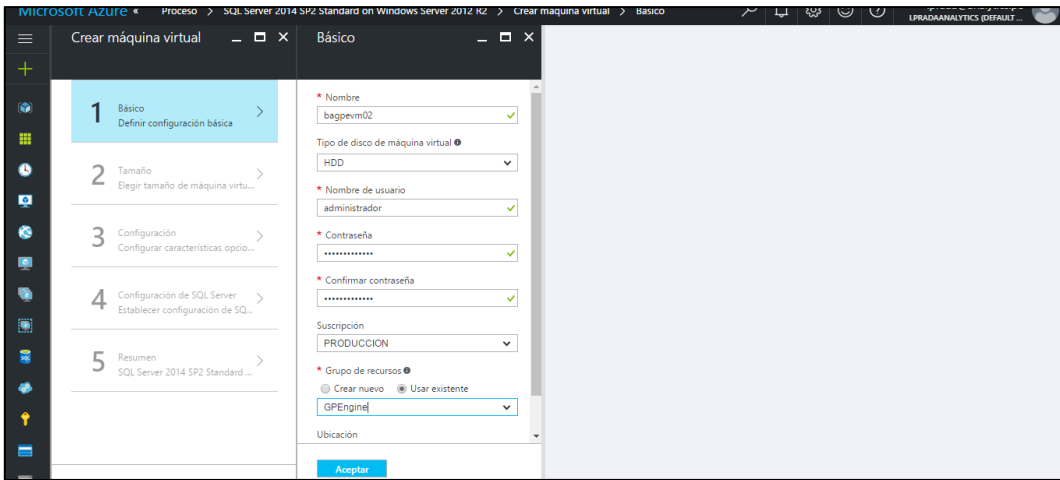 Microsoft Azure « Proceso > SQL Server 2014 SP2 Standard on Windows Server 2012 R2 > Crear máquina virtual > Básico
LPRADAANALYTICS (DEFAULT ...
Crear máquina virtual
Básico
1 Básico
Definir configuración básica
2 Tamaño
Elegir tamaño de máquina virtu...
3 Configuración
Configurar características opcio...
4 Configuración de SQL Server
Establecer configuración de SQ...
5 Resumen
SQL Server 2014 SP2 Standard ...
* Nombre
bagpevm02
Tipo de disco de máquina virtual
HDD
* Nombre de usuario
administrador
* Contraseña
•••••••••••••
* Confirmar contraseña
•••••••••••••
Suscripción
PRODUCCION
* Grupo de recursos
Crear nuevo Usar existente
GPEngine
Ubicación
Aceptar